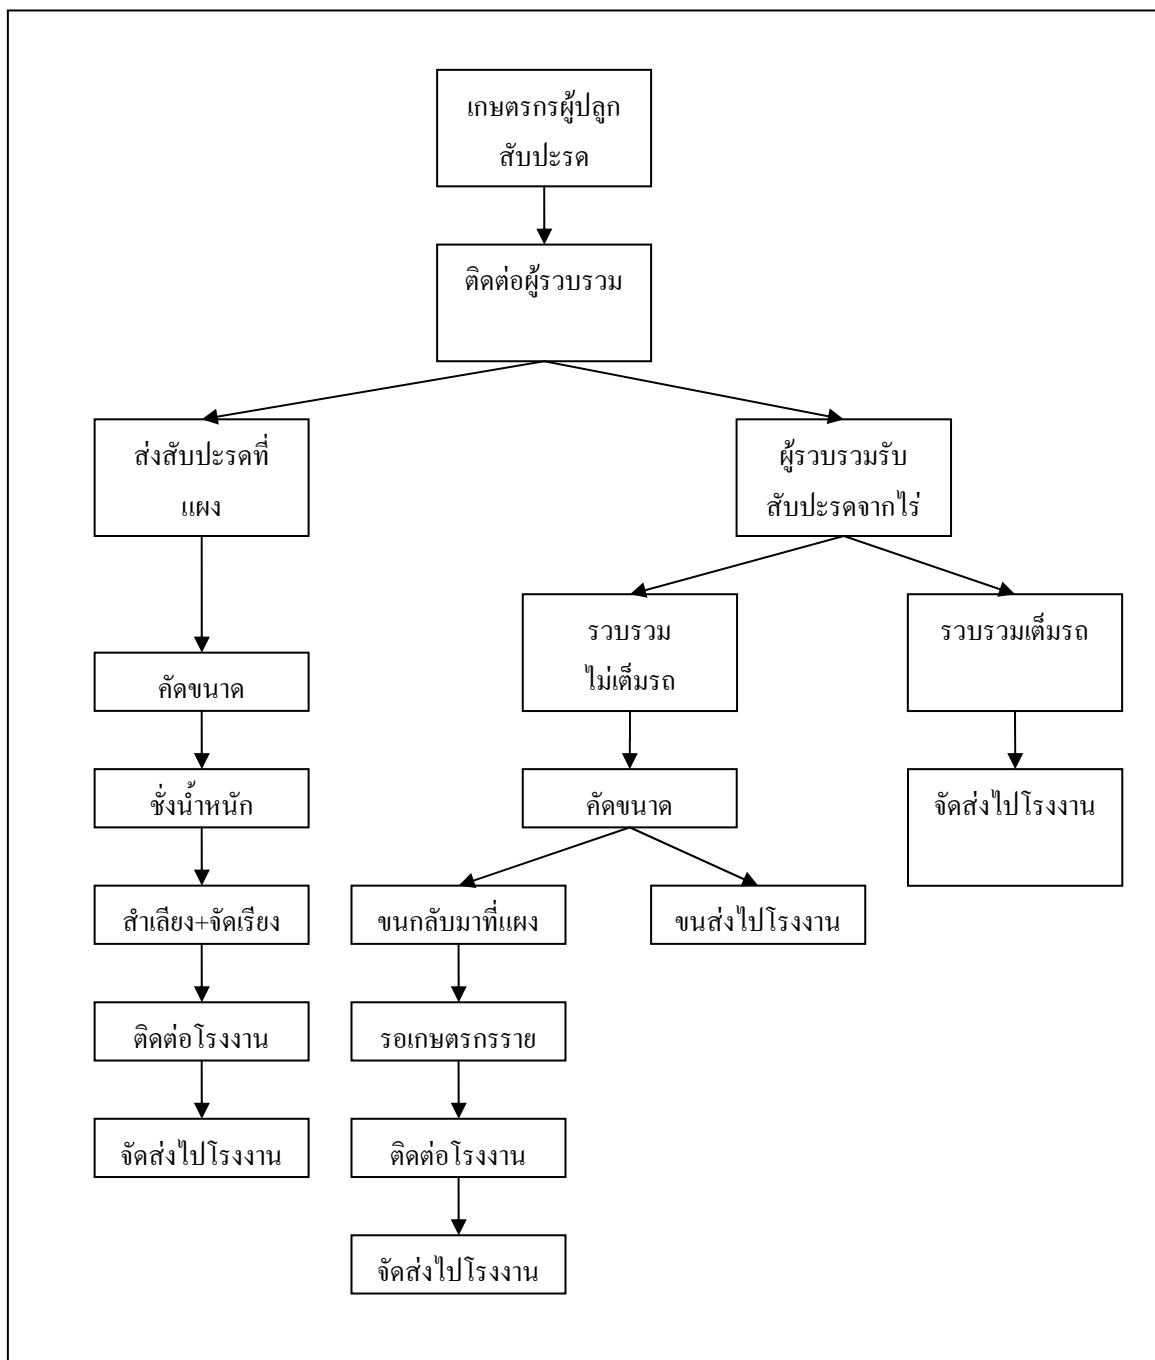 เกษตรกรผู้ปลูก
สับปะรด
ติดต่อผู้รวบรวม
ส่งสับปะรดที่
แผง
ผู้รวบรวมรับ
สับปะรดจากไร่
รวบรวม
ไม่เต็มรถ
รวบรวมเต็มรถ
คัดขนาด
ชั่งน้ำหนัก
คัดขนาด
จัดส่งไปโรงงาน
สำเลียง+จัดเรียง
ขนกลับมาที่แผง
ขนส่งไปโรงงาน
ติดต่อโรงงาน
รอเกษตรกรราย
จัดส่งไปโรงงาน
ติดต่อโรงงาน
จัดส่งไปโรงงาน